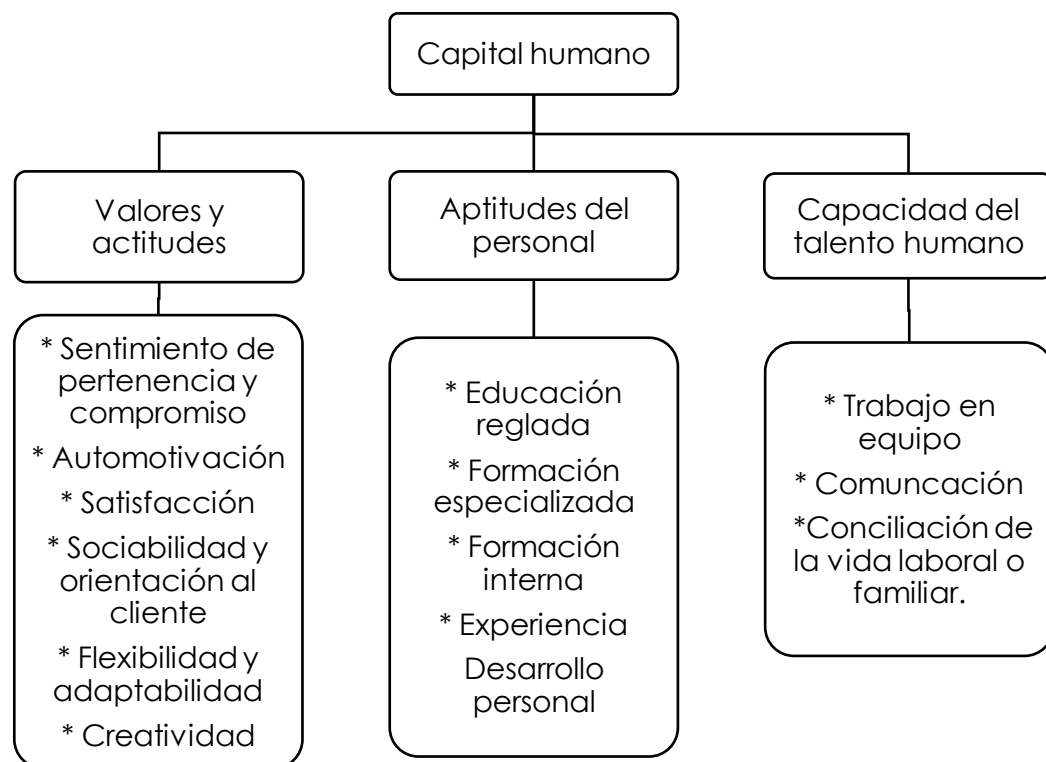 Capital humano
Valores y
actitudes
* Sentimiento de
pertenencia y
compromiso
* Automotivación
* Satisfacción
* Sociabilidad y
orientación al
cliente
* Flexibilidad y
adaptabilidad
* Creatividad
Aptitudes del
personal
* Educación
reglada
* Formación
especializada
* Formación
interna
* Experiencia
Desarrollo
personal
Capacidad del
talento humano
* Trabajo en
equipo
* Comuncación
*Conciliación de
la vida laboral o
familiar.